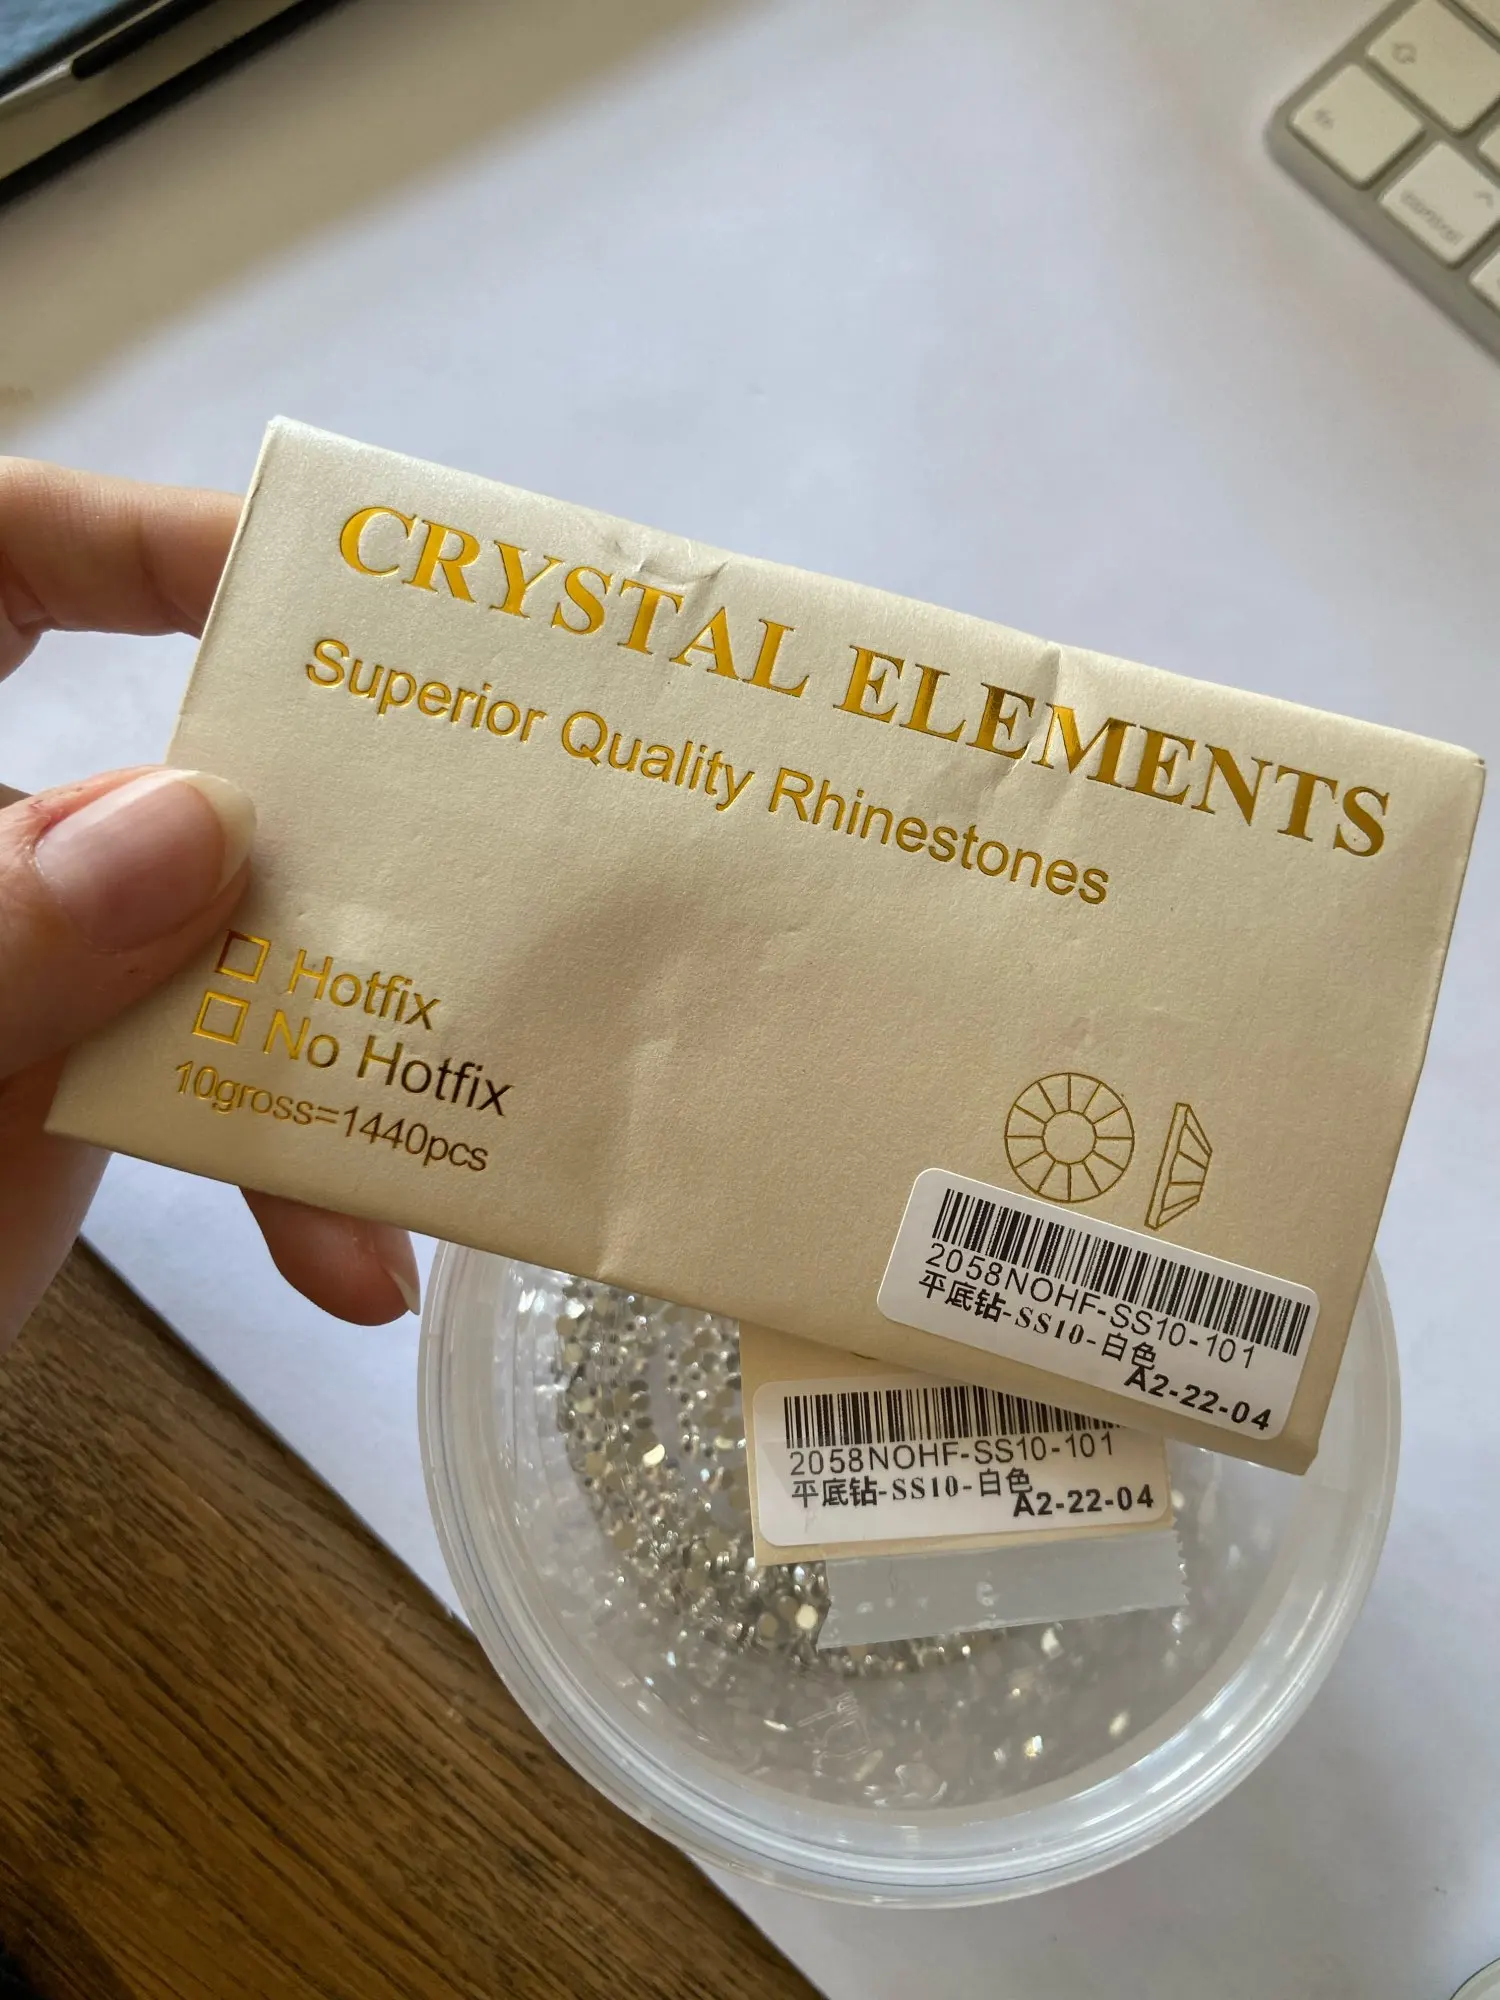 control
CRYSTAL ELEMENTS
Superior Quality Rhinestones
Hotfix
No Hotfix
10gross=1440pcs
2058NOHF-SS10-101
平底钻-SS10-白色
A2-22-04
2058NOHF-SS10-101
平底钻-SS10-白色
A2-22-04